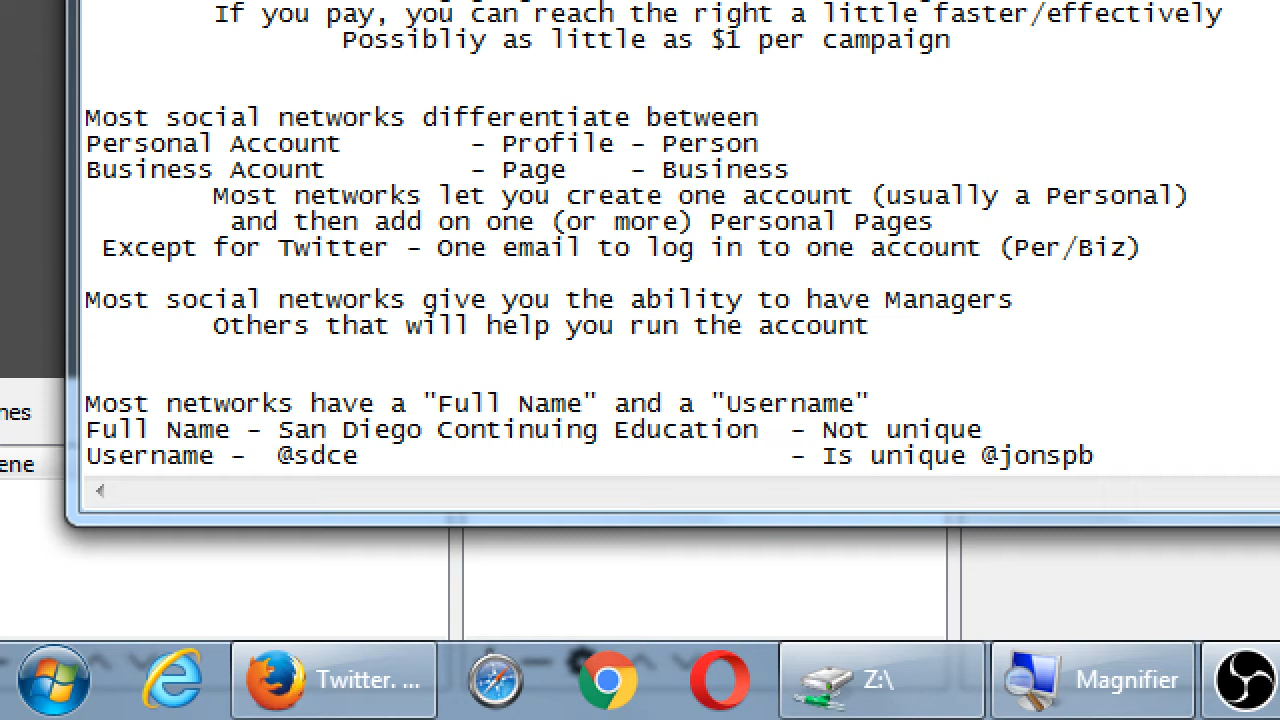 If you pay, you can reach the right a little faster/effectively
Possibliy as little as $1 per campaign
Most social networks differentiate between
Personal Account - Profile - Person
Business Acount - Page - Business
Most networks let you create one account (usually a Personal)
and then add on one (or more) Personal Pages
Except for Twitter - One email to log in to one account (Per/Biz)
Most social networks give you the ability to have Managers
Others that will help you run the account
Most networks have a "Full Name" and a "Username"
Full Name - San Diego Continuing Education - Not unique
Username - @sdce - Is unique @jonspb
nes
ene
Twitter. ...
Z:\
Magnifier